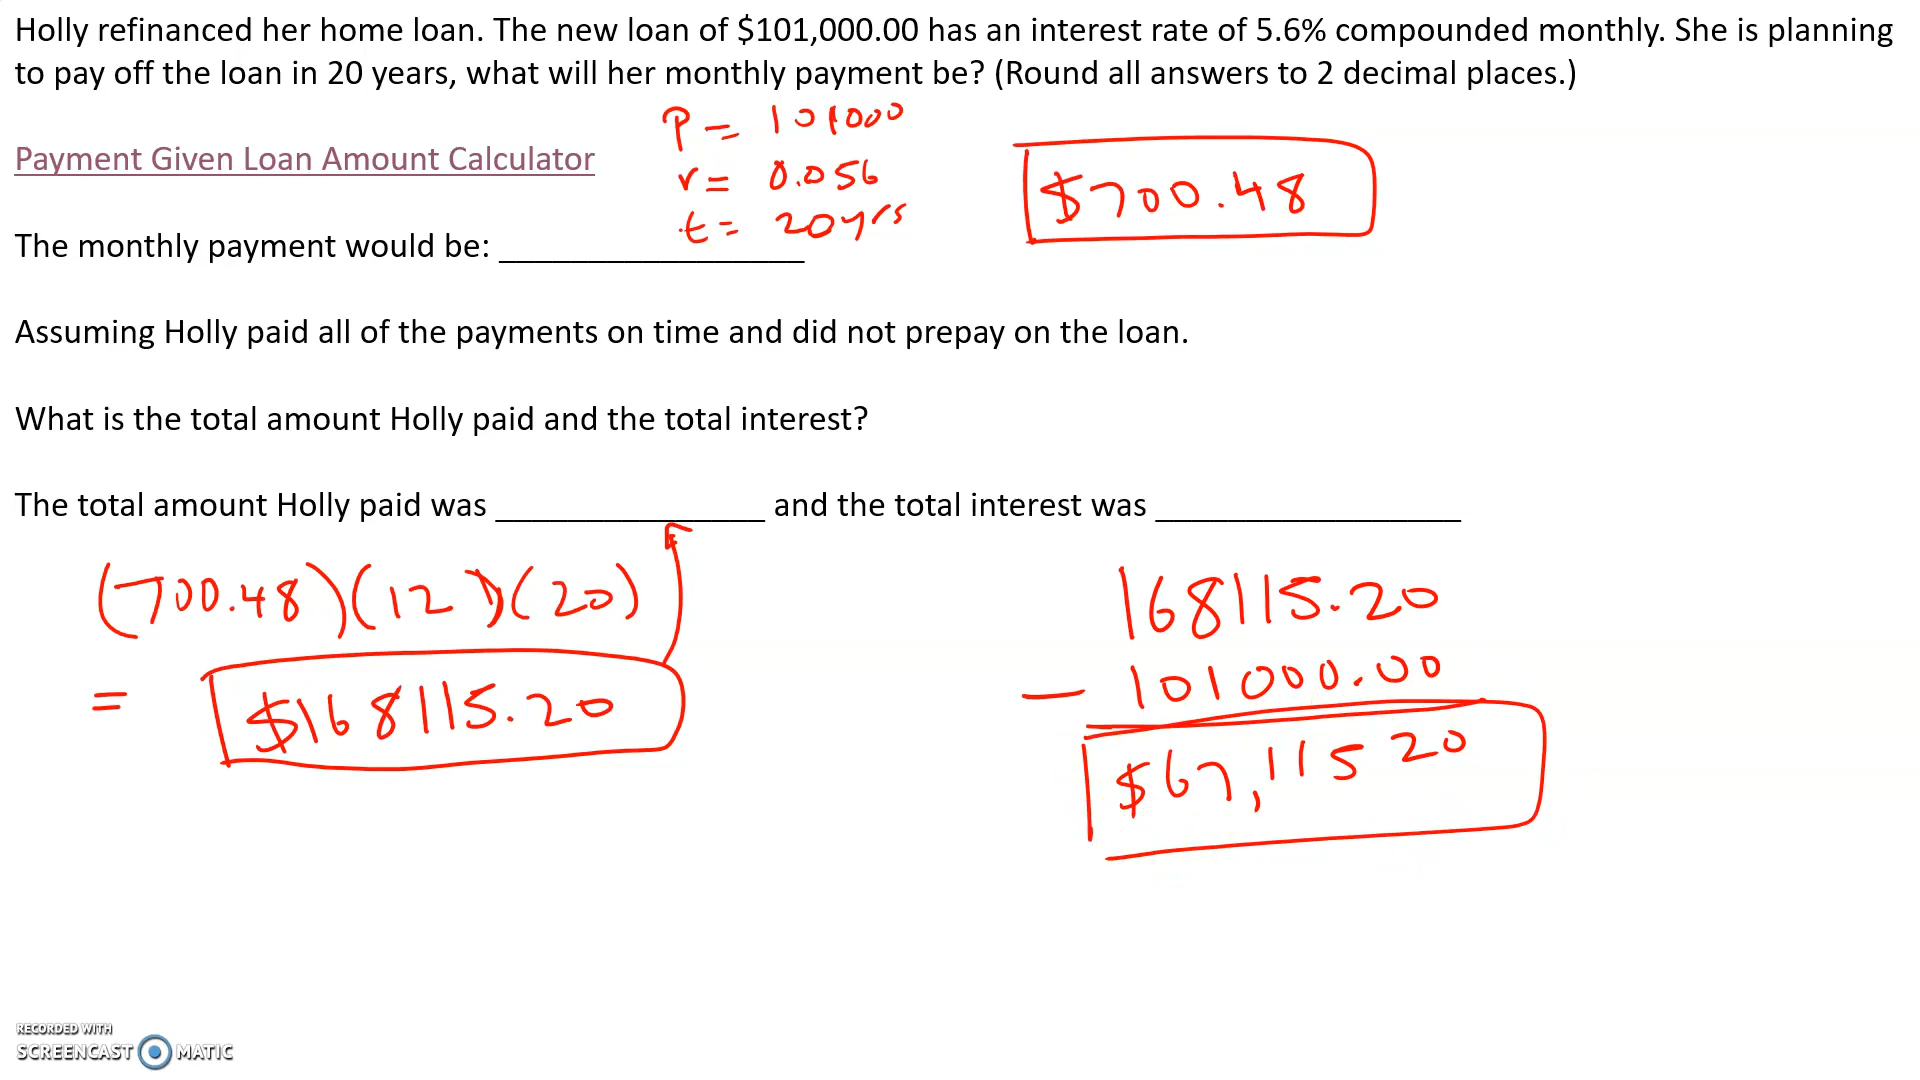 Holly refinanced her home loan. The new loan of $101,000.00 has an interest rate of 5.6% compounded monthly. She is planning
to pay off the loan in 20 years, what will her monthly payment be? (Round all answers to 2 decimal places.)
P = 101000
Payment Given Loan Amount Calculator
r = 0.056
$700.48
t = 20yrs
The monthly payment would be: __________________
Assuming Holly paid all of the payments on time and did not prepay on the loan.
What is the total amount Holly paid and the total interest?
The total amount Holly paid was ________________ and the total interest was __________________
(700.48)(12)(20)
= $168115.20
168115.20
- 101000.00
$67,115 20
RECORDED WITH
SCREENCAST MATIC